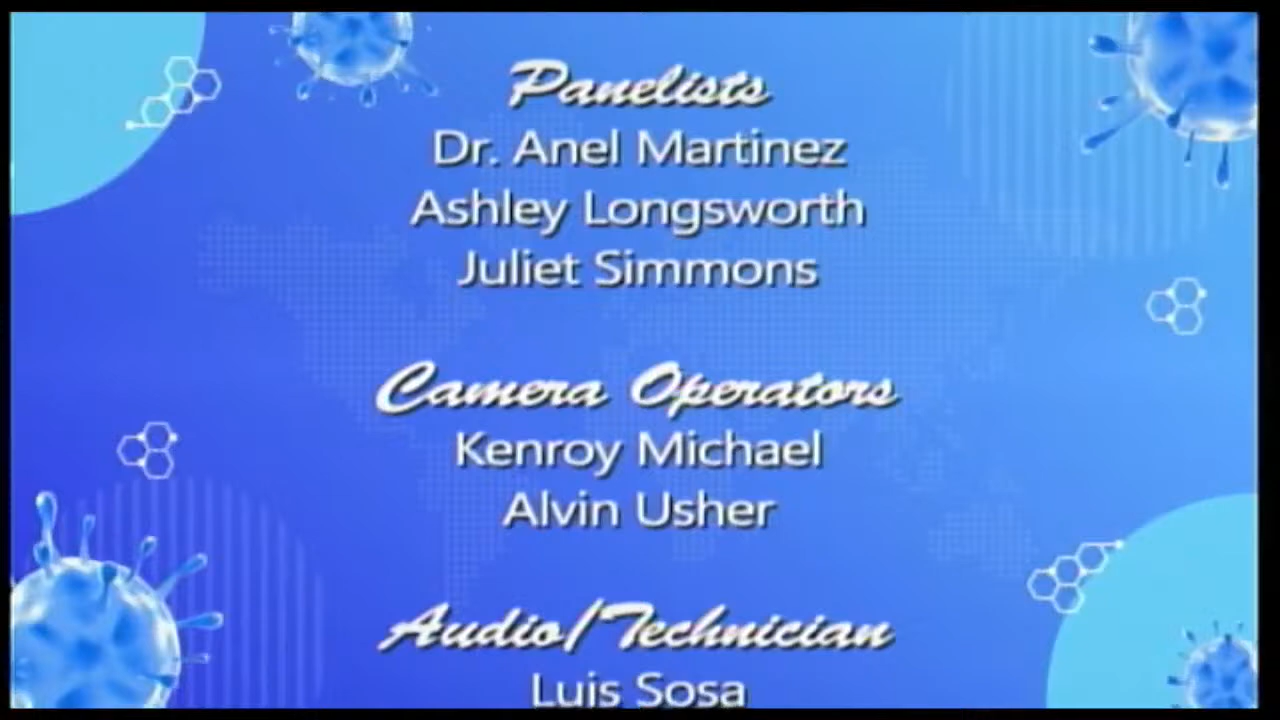 Panelists
Dr. Anel Martinez
Ashley Longsworth
Juliet Simmons
Camera Operators
Kenroy Michael
Alvin Usher
Audio/Technician
Luis Sosa